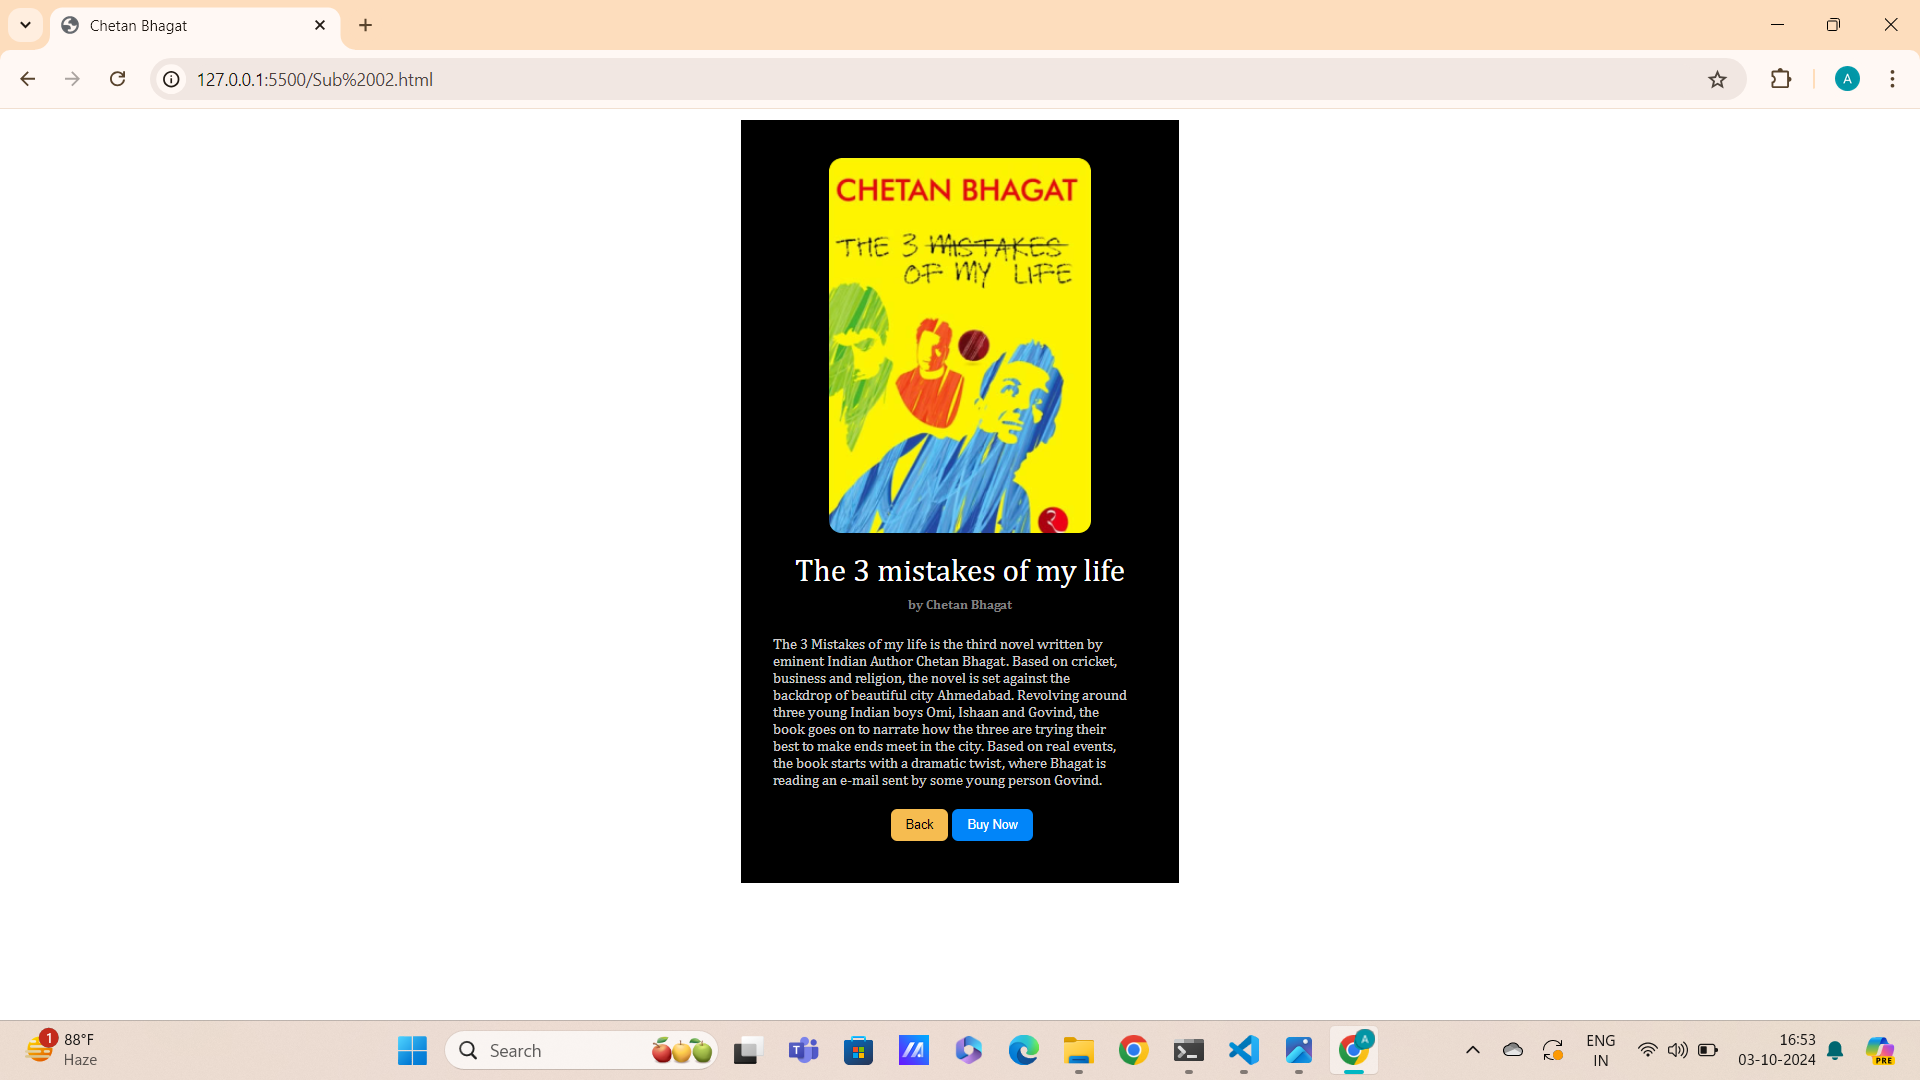 Chetan Bhagat
127.0.0.1:5500/Sub%2002.html
A
CHETAN BHAGAT
THE 3 MISTAKES
OF MY LIFE
The 3 mistakes of my life
by Chetan Bhagat
The 3 Mistakes of my life is the third novel written by
eminent Indian Author Chetan Bhagat. Based on cricket,
business and religion, the novel is set against the
backdrop of beautiful city Ahmedabad. Revolving around
three young Indian boys Omi, Ishaan and Govind, the
book goes on to narrate how the three are trying their
best to make ends meet in the city. Based on real events,
the book starts with a dramatic twist, where Bhagat is
reading an e-mail sent by some young person Govind.
Back Buy Now
1
88°F
Haze
Search
T
A
ENG
IN
16:53
03-10-2024
PRE